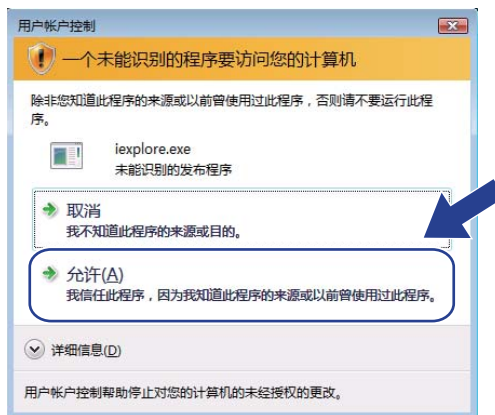 用户帐户控制
一个未能识别的程序要访问您的计算机
除非您知道此程序的来源或以前曾使用过此程序，否则请不要运行此程
序。
iexplore.exe
未能识别的发布程序
取消
我不知道此程序的来源或目的。
允许(A)
我信任此程序，因为我知道此程序的来源或以前曾使用过此程序。
详细信息(D)
用户帐户控制帮助停止对您的计算机的未经授权的更改。